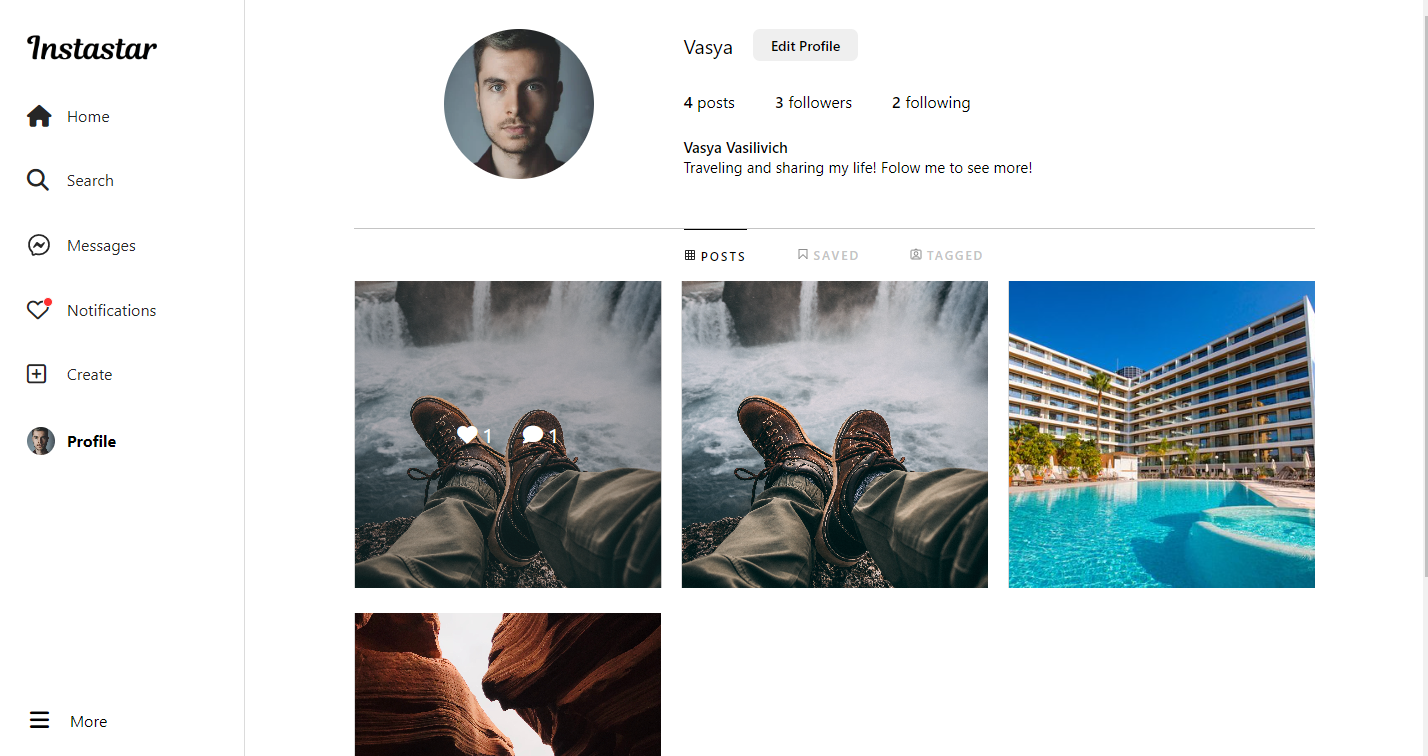 Instastar
Home
Search
Messages
Notifications
Create
Profile
More
Vasya
Edit Profile
4 posts 3 followers 2 following
Vasya Vasilivich
Traveling and sharing my life! Folow me to see more!
POSTS SAVED TAGGED
1 1